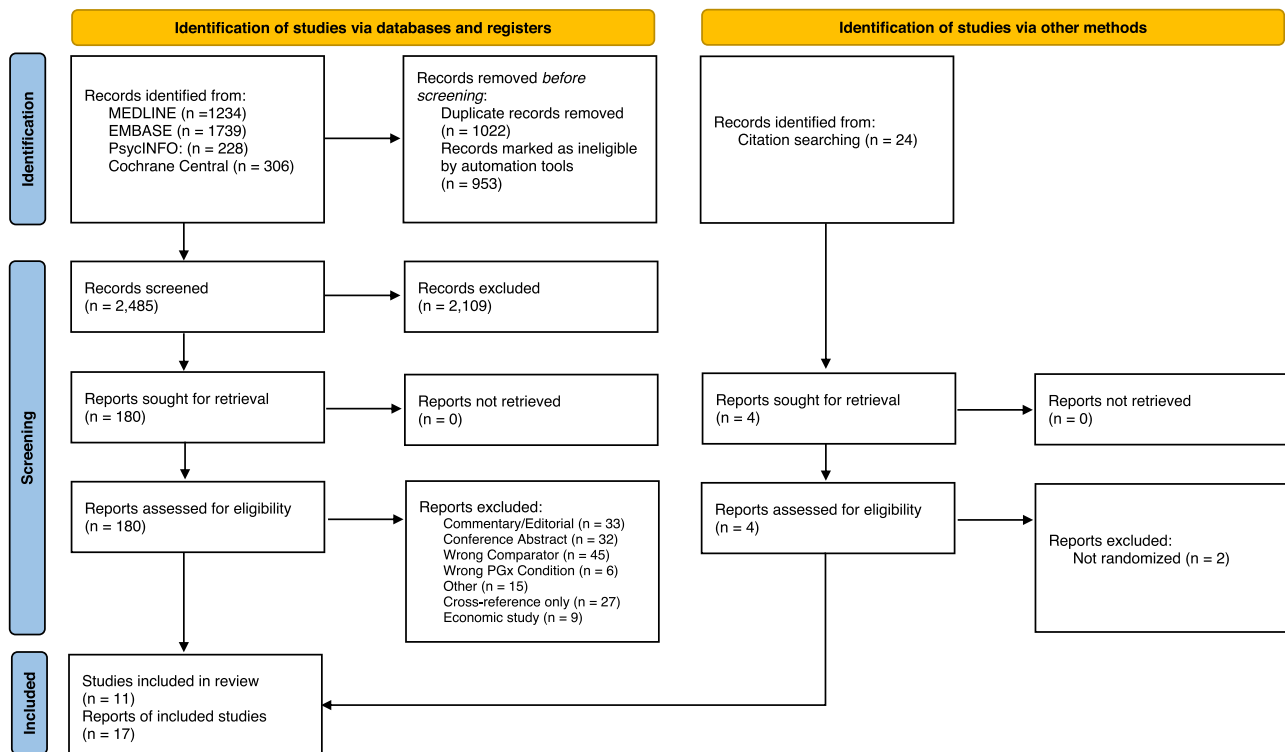 Identification of studies via databases and registers
Identification of studies via other methods
Identification
Records identified from:
MEDLINE (n =1234)
EMBASE (n = 1739)
PsycINFO: (n = 228)
Cochrane Central (n = 306)
Records removed before
screening:
Duplicate records removed
(n = 1022)
Records marked as ineligible
by automation tools
(n = 953)
Records identified from:
Citation searching (n = 24)
Screening
Records screened
(n = 2,485)
Records excluded
(n = 2,109)
Reports sought for retrieval
(n = 180)
Reports not retrieved
(n = 0)
Reports sought for retrieval
(n = 4)
Reports not retrieved
(n = 0)
Reports assessed for eligibility
(n = 180)
Reports excluded:
Commentary/Editorial (n = 33)
Conference Abstract (n = 32)
Wrong Comparator (n = 45)
Wrong PGx Condition (n = 6)
Other (n = 15)
Cross-reference only (n = 27)
Economic study (n = 9)
Reports assessed for eligibility
(n = 4)
Reports excluded:
Not randomized (n = 2)
Included
Studies included in review
(n = 11)
Reports of included studies
(n = 17)